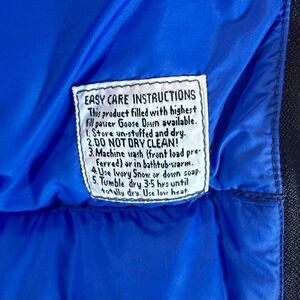 EASY CARE INSTRUCTIONS
This product filled with highest
fill power Goose Down available.
1. Store un-stuffed and dry.
2. DO NOT DRY CLEAN!
3. Machine wash (front load pre-
ferred) or in bathtub-warm.
4. Use Ivory Snow or down soap.
5. Tumble dry 3-5 hrs until
totally dry. Use low heat.